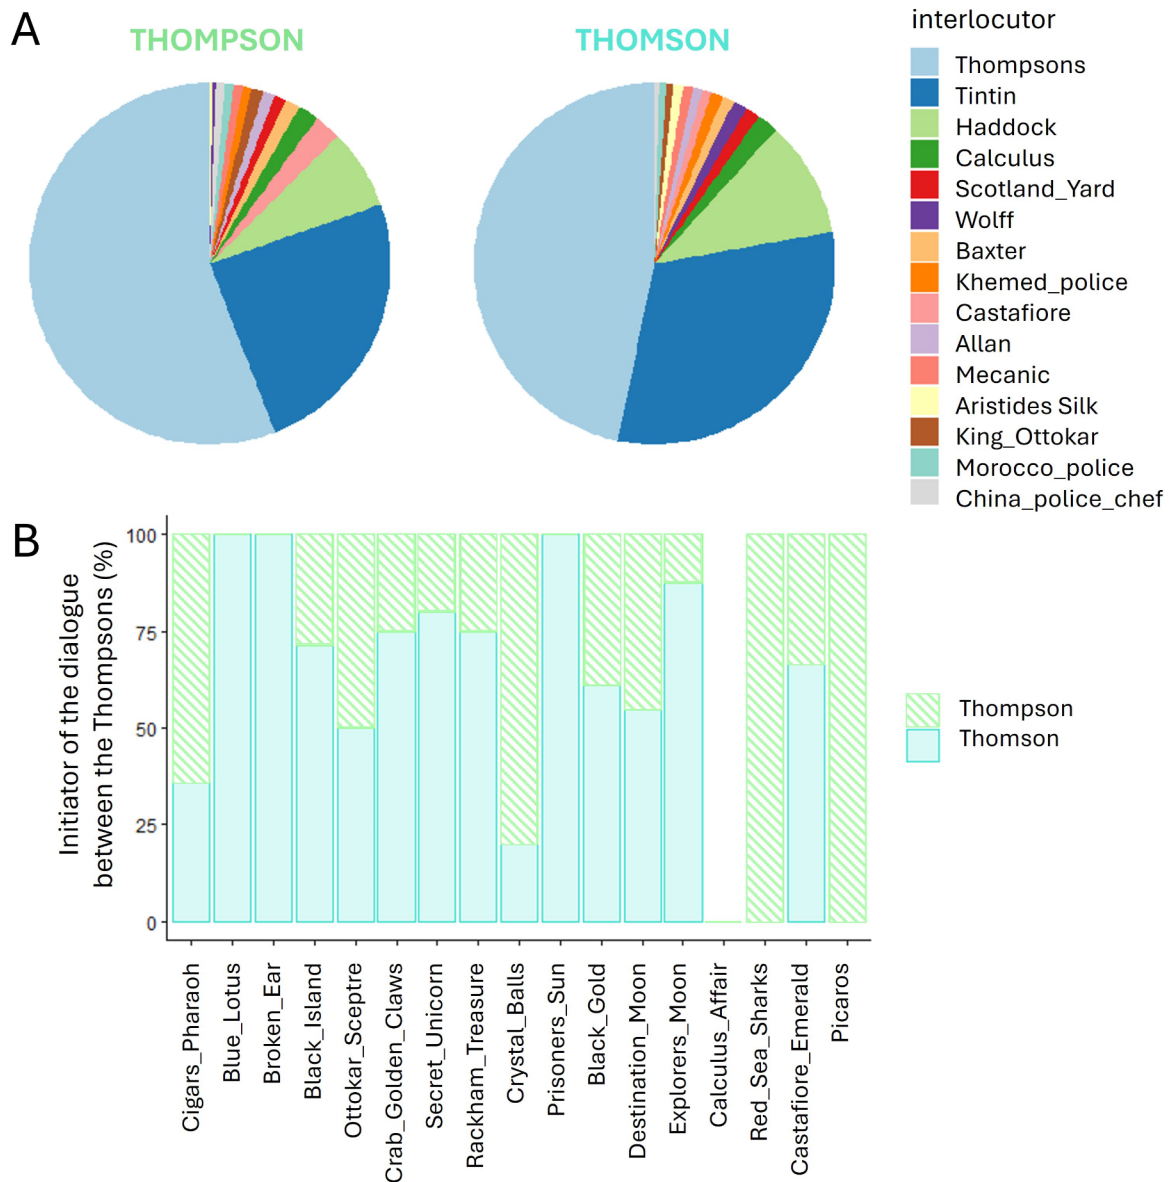 A
THOMPSON
THOMSON
interlocutor
Thompsons
Tintin
Haddock
Calculus
Scotland_Yard
Wolff
Baxter
Khemed_police
Castafiore
Allan
Mecanic
Aristides Silk
King_Ottokar
Morocco_police
China_police_chef
B
Initiator of the dialogue
between the Thompsons (%)
100
75
50
25
0
Thompson
Thomson
Cigars_Pharaoh
Blue_Lotus
Broken_Ear
Black_Island
Ottokar_Sceptre
Crab_Golden_Claws
Secret_Unicorn
Rackham_Treasure
Crystal_Balls
Prisoners_Sun
Black_Gold
Destination_Moon
Explorers_Moon
Calculus_Affair
Red_Sea_Sharks
Castafiore_Emerald
Picaros